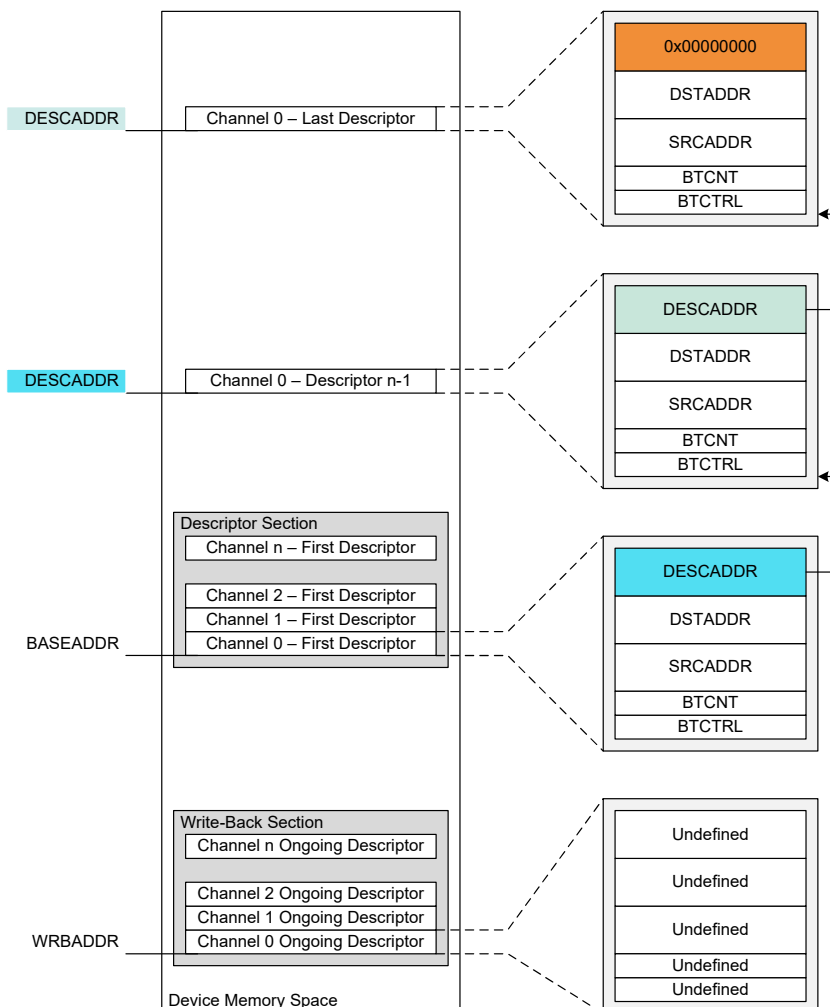 0x00000000
DSTADDR
DESCADDR
Channel 0 – Last Descriptor
SRCADDR
BTCNT
BTCTRL
DESCADDR
DSTADDR
DESCADDR
Channel 0 – Descriptor n-1
SRCADDR
BTCNT
BTCTRL
Descriptor Section
Channel n – First Descriptor
Channel 2 – First Descriptor
Channel 1 – First Descriptor
Channel 0 – First Descriptor
BASEADDR
DESCADDR
DSTADDR
SRCADDR
BTCNT
BTCTRL
Write-Back Section
Channel n Ongoing Descriptor
Channel 2 Ongoing Descriptor
Channel 1 Ongoing Descriptor
Channel 0 Ongoing Descriptor
WRBADDR
Undefined
Undefined
Undefined
Undefined
Undefined
Device Memory Space